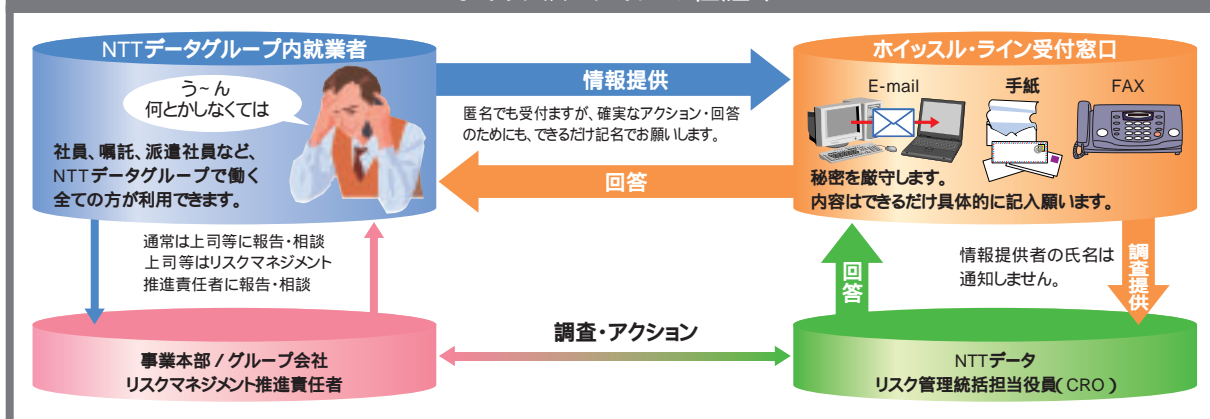 NTTデータグループ内就業者
う~ん
何とかしなくては
社員、嘱託、派遣社員など、
NTTデータグループで働く
全ての方が利用できます。
情報提供
匿名でも受付ますが、確実なアクション・回答
のためにも、できるだけ記名でお願いします。
回答
ホイッスル・ライン受付窓口
E-mail
手紙
FAX
秘密を厳守します。
内容はできるだけ具体的に記入願います。
通常は上司等に報告・相談
上司等はリスクマネジメント
推進責任者に報告・相談
回答
情報提供者の氏名は
通知しません。
調査提供
事業本部/グループ会社
リスクマネジメント推進責任者
調査・アクション
NTTデータ
リスク管理統括担当役員(CRO)